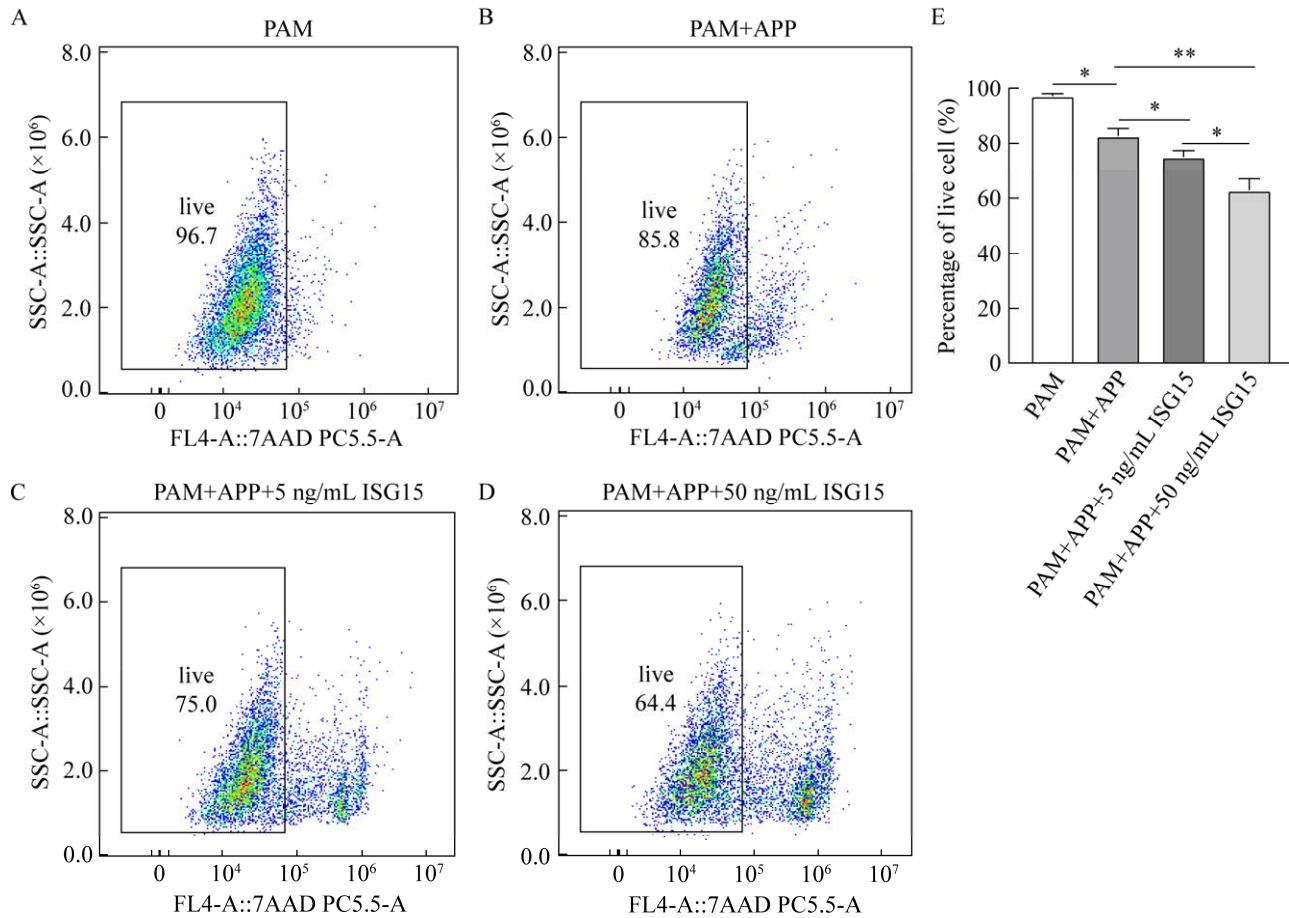 A
PAM
8.0
6.0
4.0
2.0
0.0
SSC-A::SSC-A (×10⁶)
live
96.7
0 10⁴ 10⁵ 10⁶ 10⁷
FL4-A::7AAD PC5.5-A
B
PAM+APP
8.0
6.0
4.0
2.0
0.0
SSC-A::SSC-A (×10⁶)
live
85.8
0 10⁴ 10⁵ 10⁶ 10⁷
FL4-A::7AAD PC5.5-A
C
PAM+APP+5 ng/mL ISG15
8.0
6.0
4.0
2.0
0.0
SSC-A::SSC-A (×10⁶)
live
75.0
0 10⁴ 10⁵ 10⁶ 10⁷
FL4-A::7AAD PC5.5-A
D
PAM+APP+50 ng/mL ISG15
8.0
6.0
4.0
2.0
0.0
SSC-A::SSC-A (×10⁶)
live
64.4
0 10⁴ 10⁵ 10⁶ 10⁷
FL4-A::7AAD PC5.5-A
E
**
*
*
*
100
80
60
40
20
0
Percentage of live cell (%)
PAM
PAM+APP
PAM+APP+5 ng/mL ISG15
PAM+APP+50 ng/mL ISG15